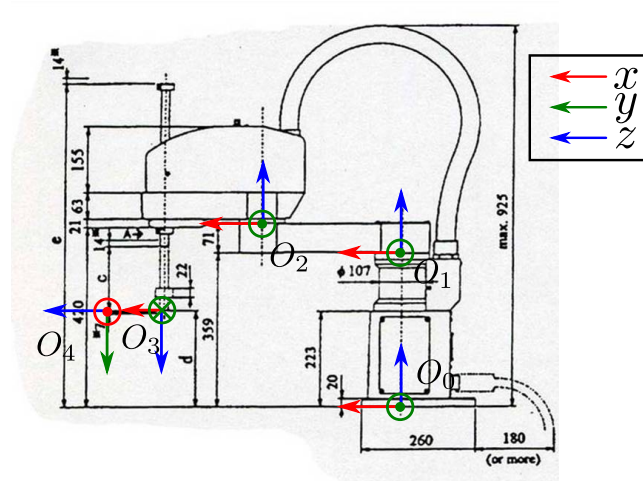 14※
e
155
63
21
A
14※
c
22
71
420
359
d
223
20
ϕ 107
max. 925
260
180
(or more)
x
y
z
O₀
O₁
O₂
O₃
O₄